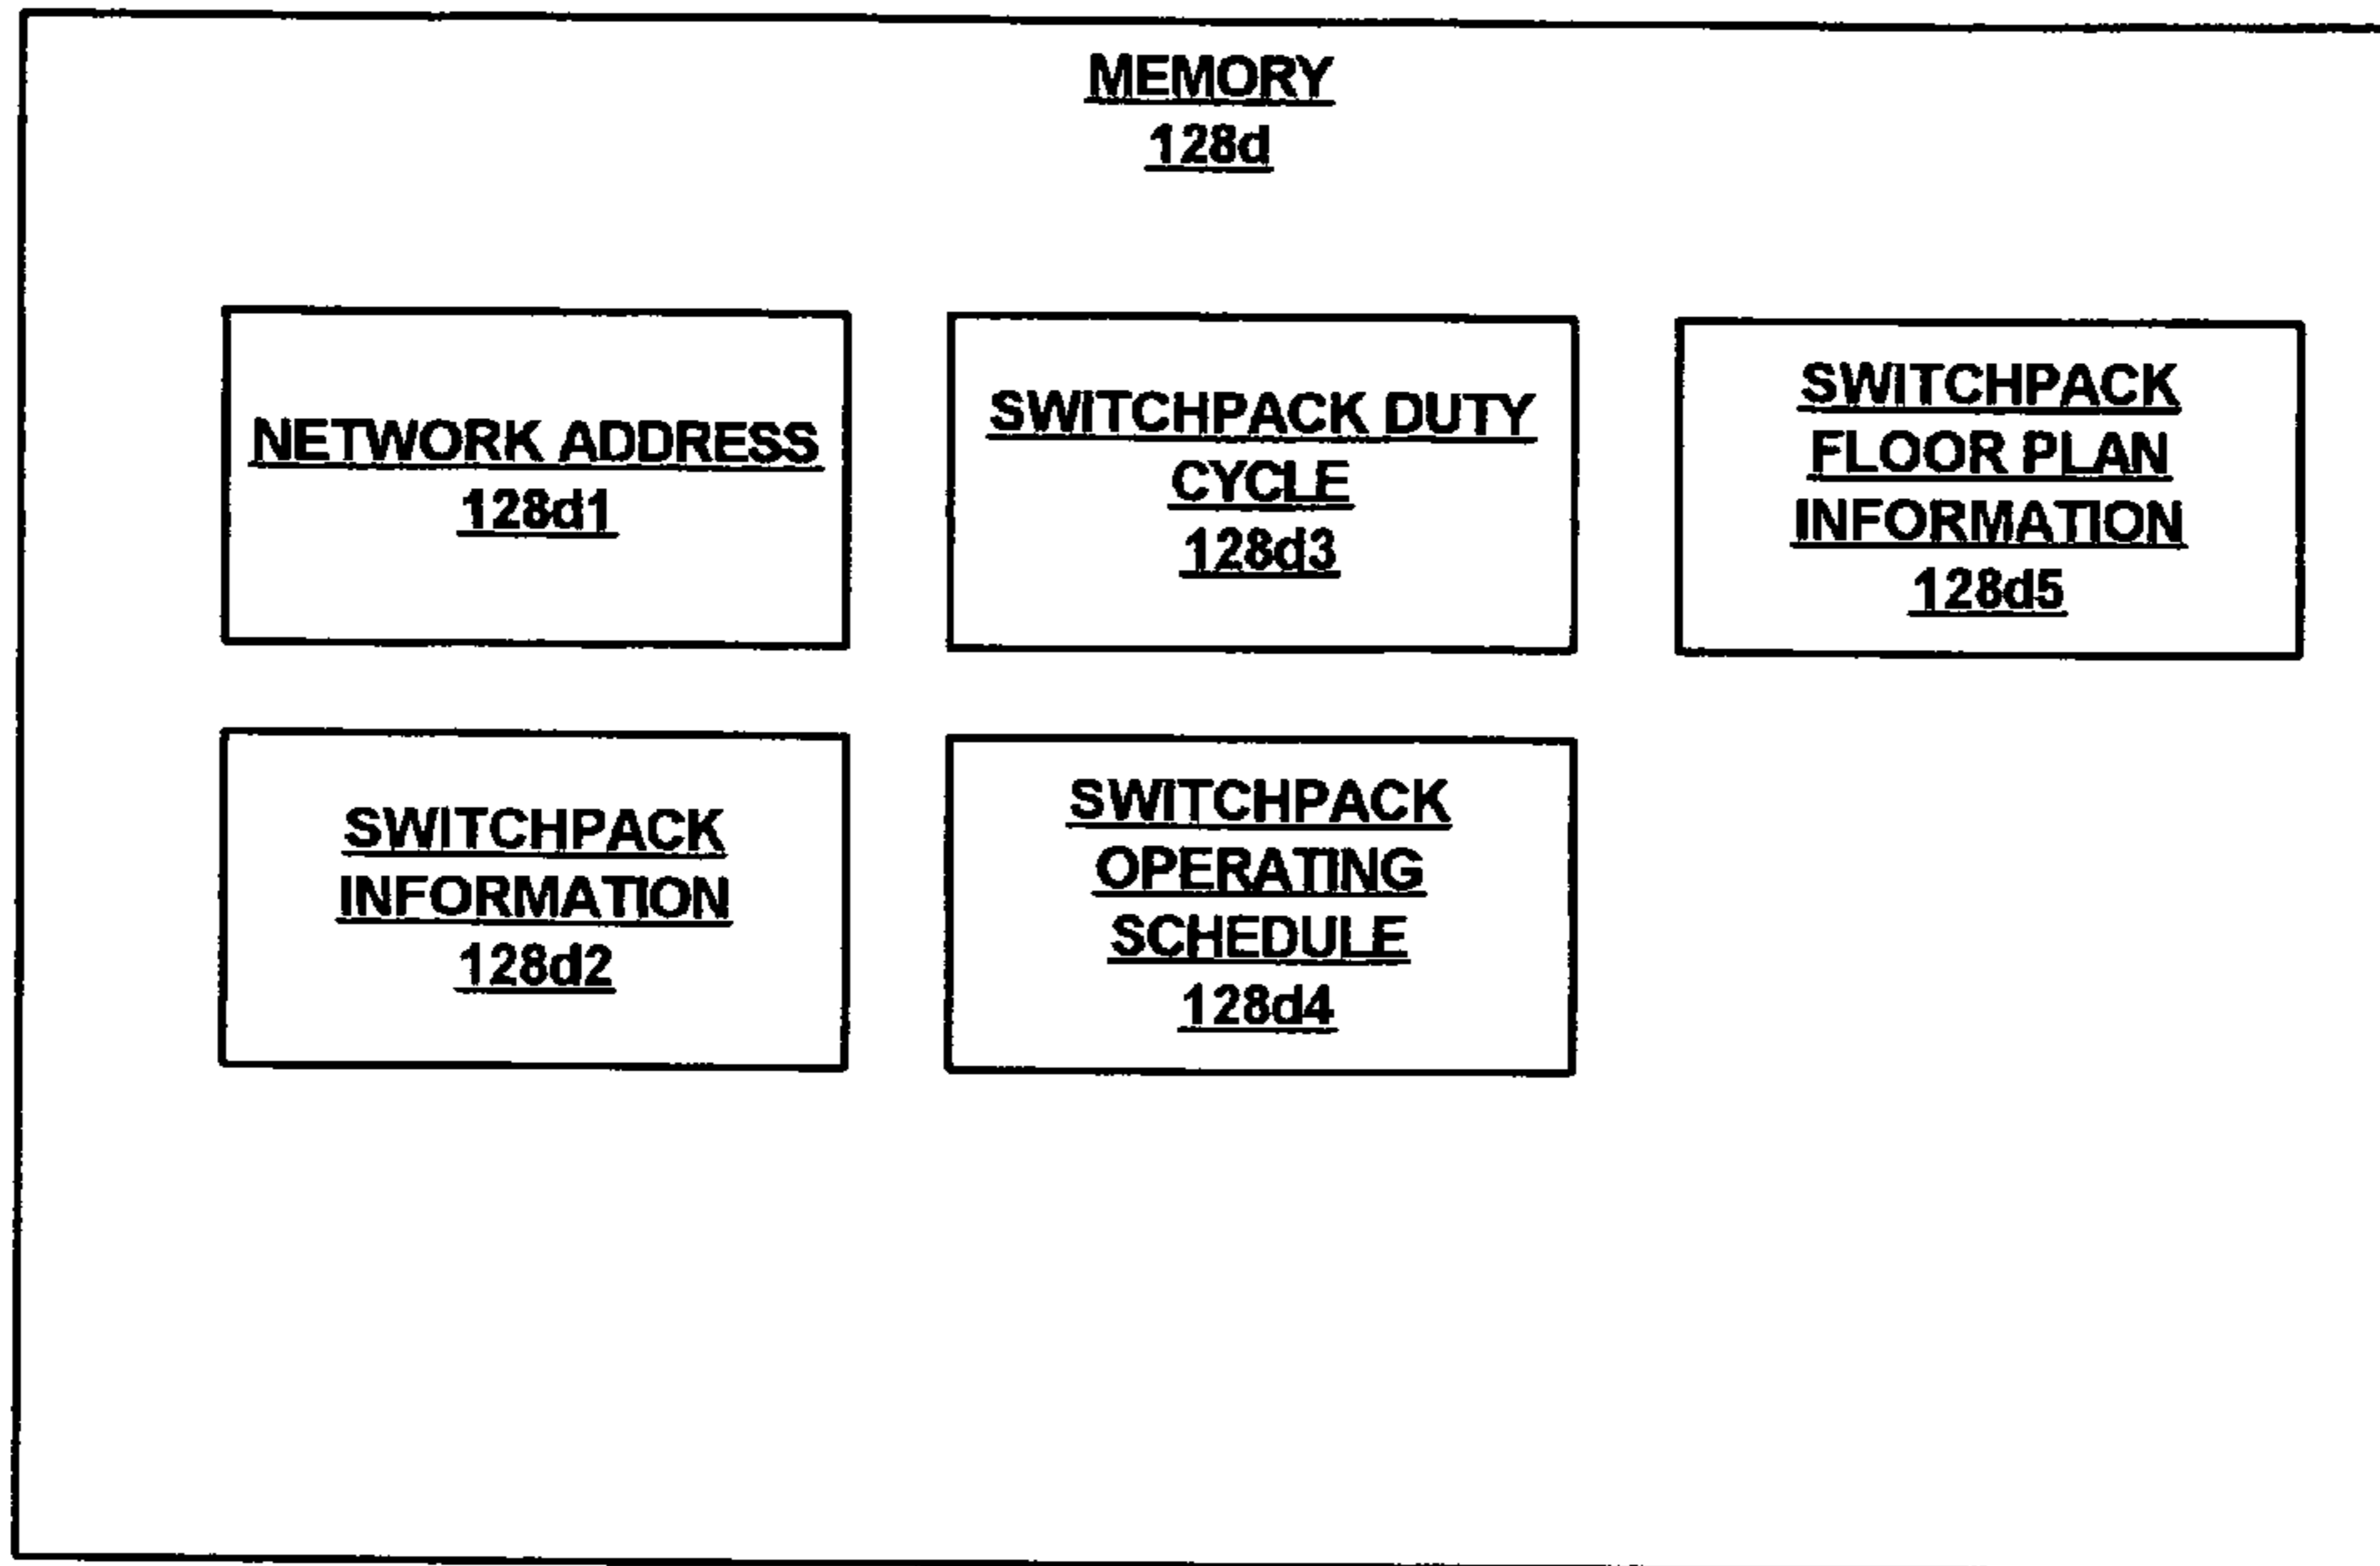 MEMORY
128d
NETWORK ADDRESS
128d1
SWITCHPACK DUTY
CYCLE
128d3
SWITCHPACK
FLOOR PLAN
INFORMATION
128d5
SWITCHPACK
INFORMATION
128d2
SWITCHPACK
OPERATING
SCHEDULE
128d4